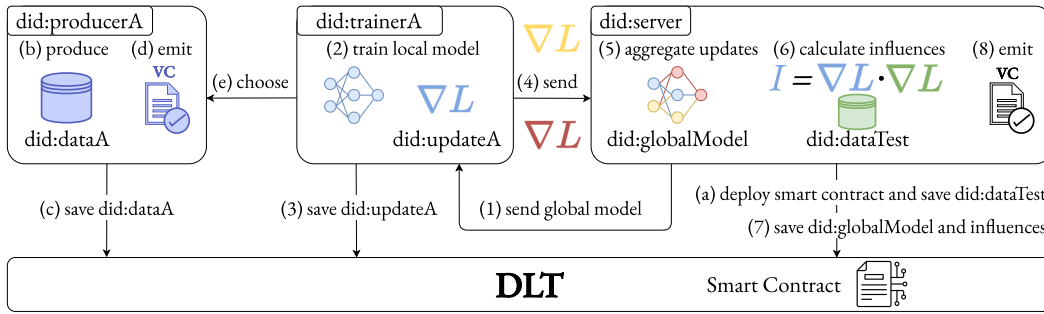 did:producerA
(b) produce
(d) emit
VC
did:dataA
(e) choose
did:trainerA
(2) train local model
∇L
did:updateA
∇L
(4) send
∇L
did:server
(5) aggregate updates
did:globalModel
(6) calculate influences
I = ∇L·∇L
did:dataTest
(8) emit
VC
(c) save did:dataA
(3) save did:updateA
(1) send global model
(a) deploy smart contract and save did:dataTest
(7) save did:globalModel and influences
DLT
Smart Contract